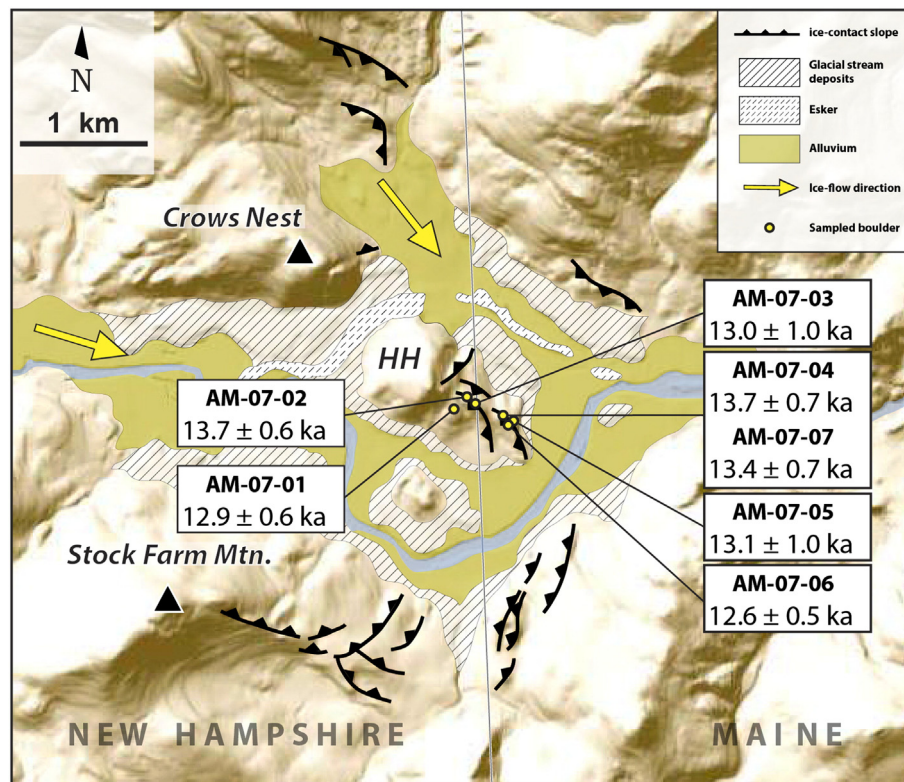 N
1 km
ice-contact slope
Glacial stream
deposits
Esker
Alluvium
Ice-flow direction
Sampled boulder
Crows Nest
HH
AM-07-03
13.0 ± 1.0 ka
AM-07-04
13.7 ± 0.7 ka
AM-07-07
13.4 ± 0.7 ka
AM-07-02
13.7 ± 0.6 ka
AM-07-01
12.9 ± 0.6 ka
AM-07-05
13.1 ± 1.0 ka
AM-07-06
12.6 ± 0.5 ka
Stock Farm Mtn.
NEW HAMPSHIRE
MAINE